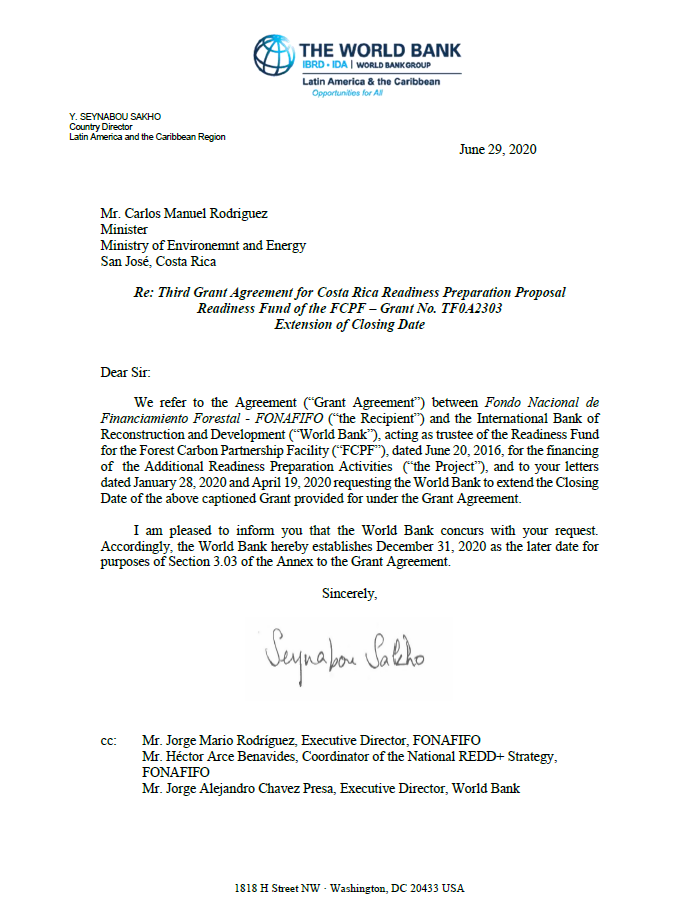 THE WORLD BANK
IBRD • IDA | WORLD BANK GROUP
Latin America & the Caribbean
Opportunities for All
Y. SEYNABOU SAKHO
Country Director
Latin America and the Caribbean Region
June 29, 2020
Mr. Carlos Manuel Rodriguez
Minister
Ministry of Environemnt and Energy
San José, Costa Rica
Re: Third Grant Agreement for Costa Rica Readiness Preparation Proposal
Readiness Fund of the FCPF – Grant No. TF0A2303
Extension of Closing Date
Dear Sir:
We refer to the Agreement (“Grant Agreement”) between Fondo Nacional de
Financiamiento Forestal - FONAFIFO (“the Recipient”) and the International Bank of
Reconstruction and Development (“World Bank”), acting as trustee of the Readiness Fund
for the Forest Carbon Partnership Facility (“FCPF”), dated June 20, 2016, for the financing
of the Additional Readiness Preparation Activities (“the Project”), and to your letters
dated January 28, 2020 and April 19, 2020 requesting the World Bank to extend the Closing
Date of the above captioned Grant provided for under the Grant Agreement.
I am pleased to inform you that the World Bank concurs with your request.
Accordingly, the World Bank hereby establishes December 31, 2020 as the later date for
purposes of Section 3.03 of the Annex to the Grant Agreement.
Sincerely,
Seynabou Sakho
cc: Mr. Jorge Mario Rodríguez, Executive Director, FONAFIFO
Mr. Héctor Arce Benavides, Coordinator of the National REDD+ Strategy,
FONAFIFO
Mr. Jorge Alejandro Chavez Presa, Executive Director, World Bank
1818 H Street NW · Washington, DC 20433 USA